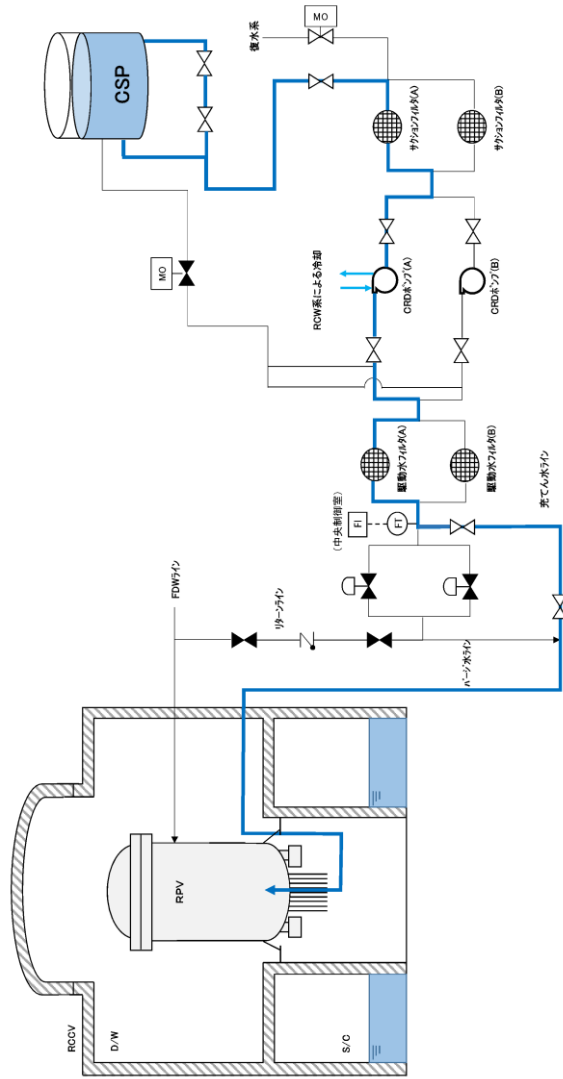 CSP
MO
復水系
サクションフィルタ(A)
サクションフィルタ(B)
MO
RCW系による冷却
CRDポンプ(A)
CRDポンプ(B)
駆動水フィルタ(A)
駆動水フィルタ(B)
(中央制御室)
FI
FT
充てん水ライン
FDWライン
リターンライン
パージ水ライン
RPV
RCCV
D/W
S/C